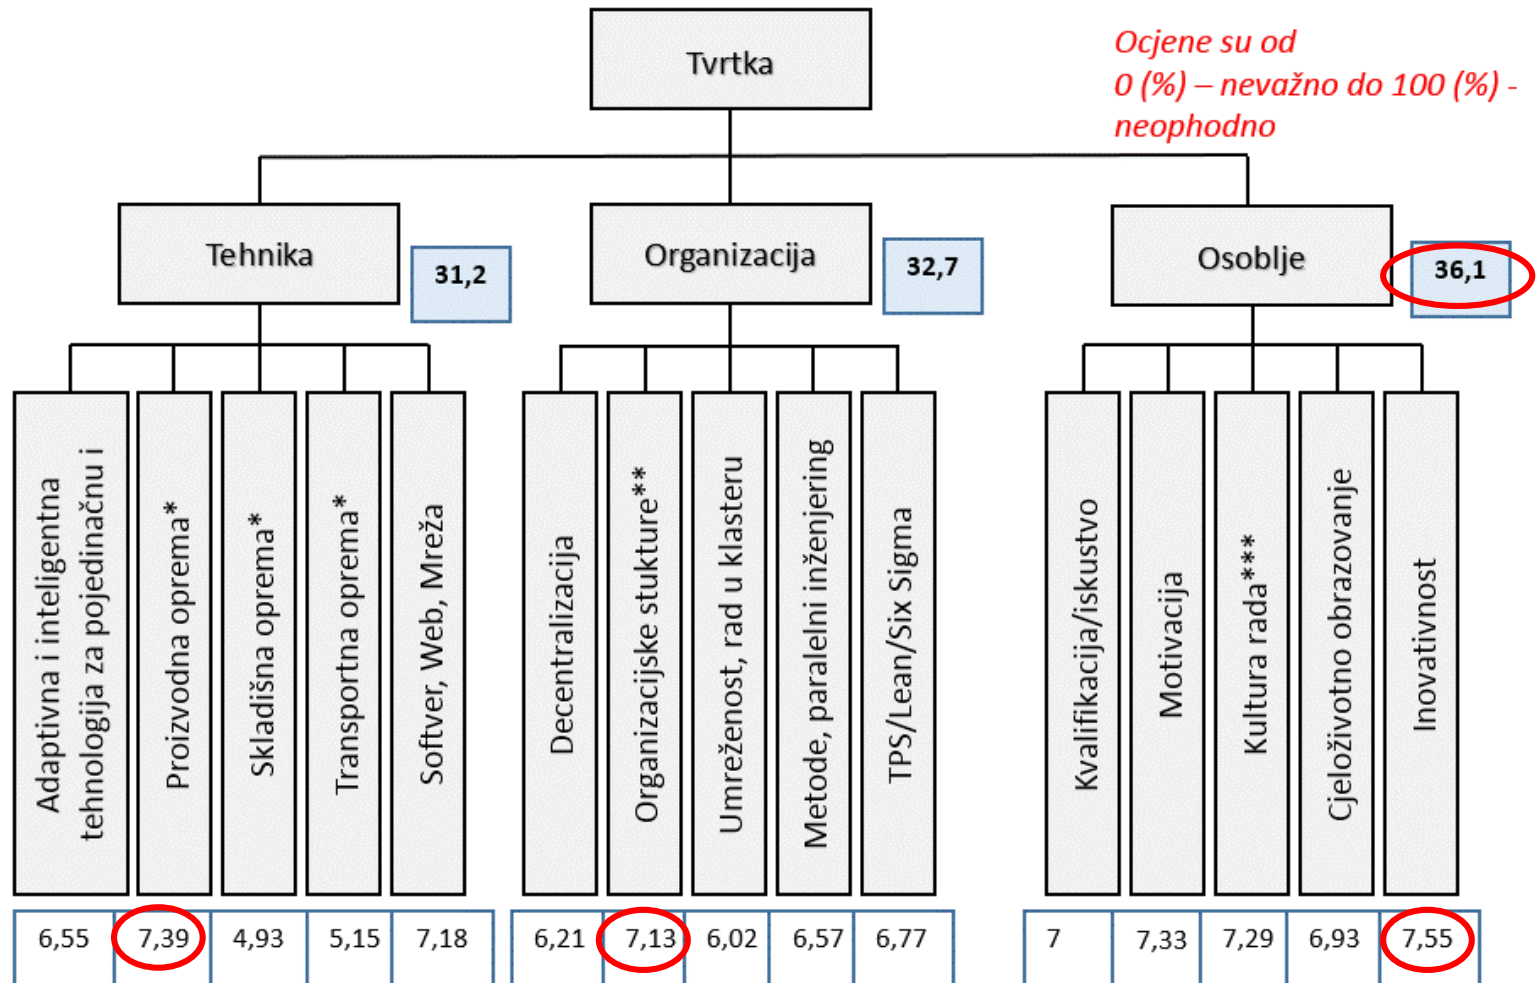 Tvrtka
Ocjene su od
0 (%) – nevažno do 100 (%) -
neophodno
Tehnika
31,2
Organizacija
32,7
Osoblje
36,1
Adaptivna i inteligentna
tehnologija za pojedinačnu i
Proizvodna oprema*
Skladišna oprema*
Transportna oprema*
Softver, Web, Mreža
Decentralizacija
Organizacijske stukture**
Umreženost, rad u klasteru
Metode, paralelni inženjering
TPS/Lean/Six Sigma
Kvalifikacija/iskustvo
Motivacija
Kultura rada***
Cjeloživotno obrazovanje
Inovativnost
6,55 7,39 4,93 5,15 7,18
6,21 7,13 6,02 6,57 6,77
7 7,33 7,29 6,93 7,55